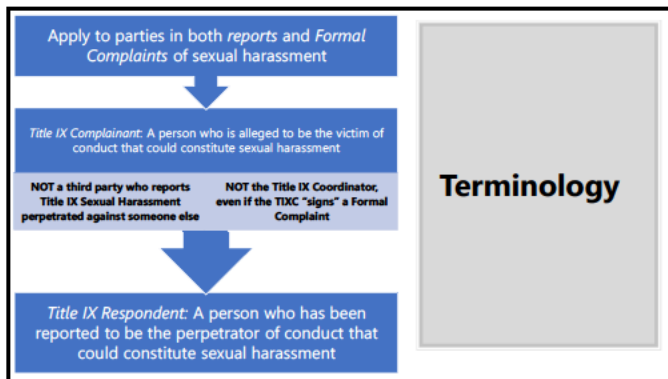 Apply to parties in both reports and Formal
Complaints of sexual harassment
Title IX Complainant: A person who is alleged to be the victim of
conduct that could constitute sexual harassment
NOT a third party who reports
Title IX Sexual Harassment
perpetrated against someone else
NOT the Title IX Coordinator,
even if the TIXC “signs” a Formal
Complaint
Title IX Respondent: A person who has been
reported to be the perpetrator of conduct that
could constitute sexual harassment
Terminology